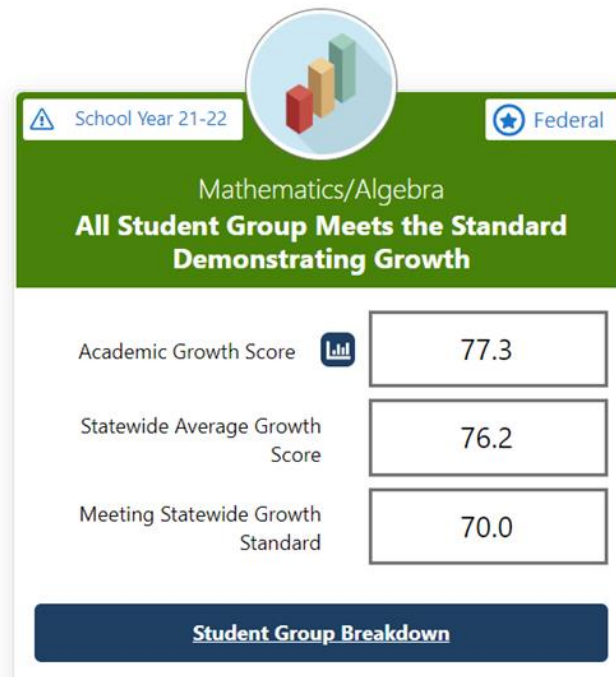 School Year 21-22
Federal
Mathematics/Algebra
All Student Group Meets the Standard
Demonstrating Growth
Academic Growth Score
77.3
Statewide Average Growth
Score
76.2
Meeting Statewide Growth
Standard
70.0
Student Group Breakdown